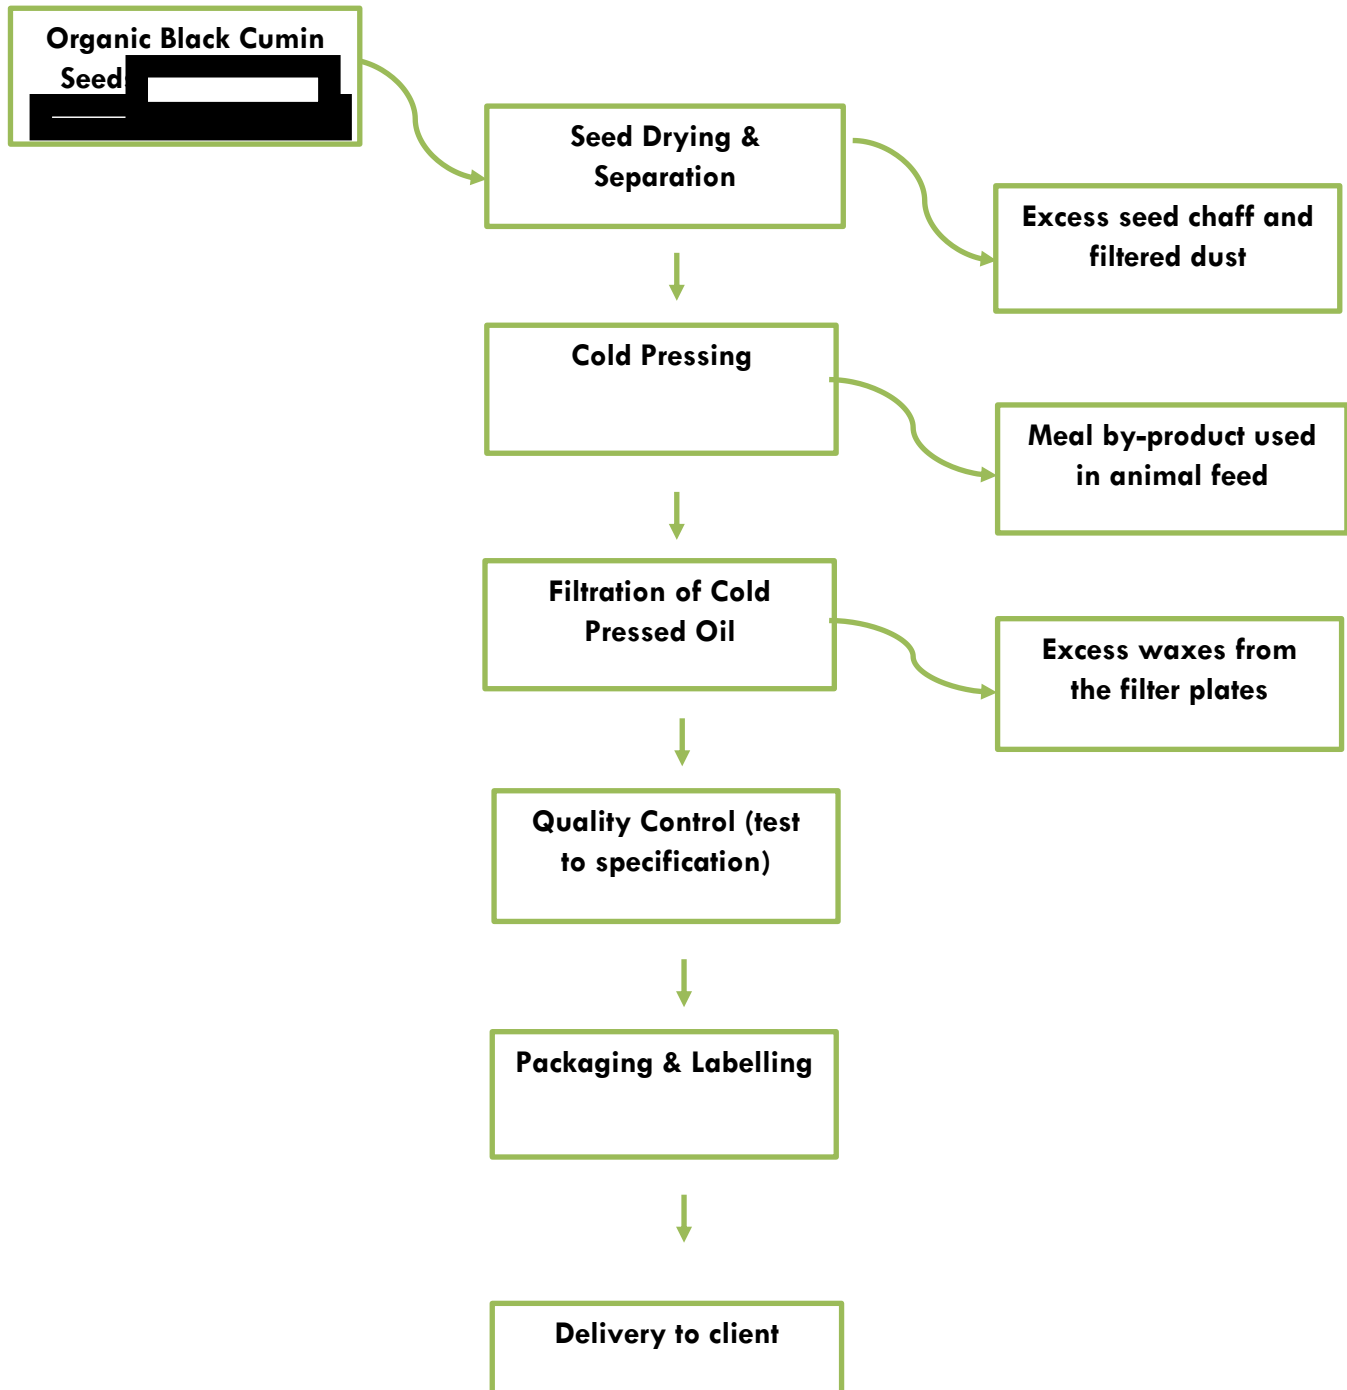 Organic Black Cumin
Seed
Seed Drying &
Separation
Excess seed chaff and
filtered dust
Cold Pressing
Meal by-product used
in animal feed
Filtration of Cold
Pressed Oil
Excess waxes from
the filter plates
Quality Control (test
to specification)
Packaging & Labelling
Delivery to client